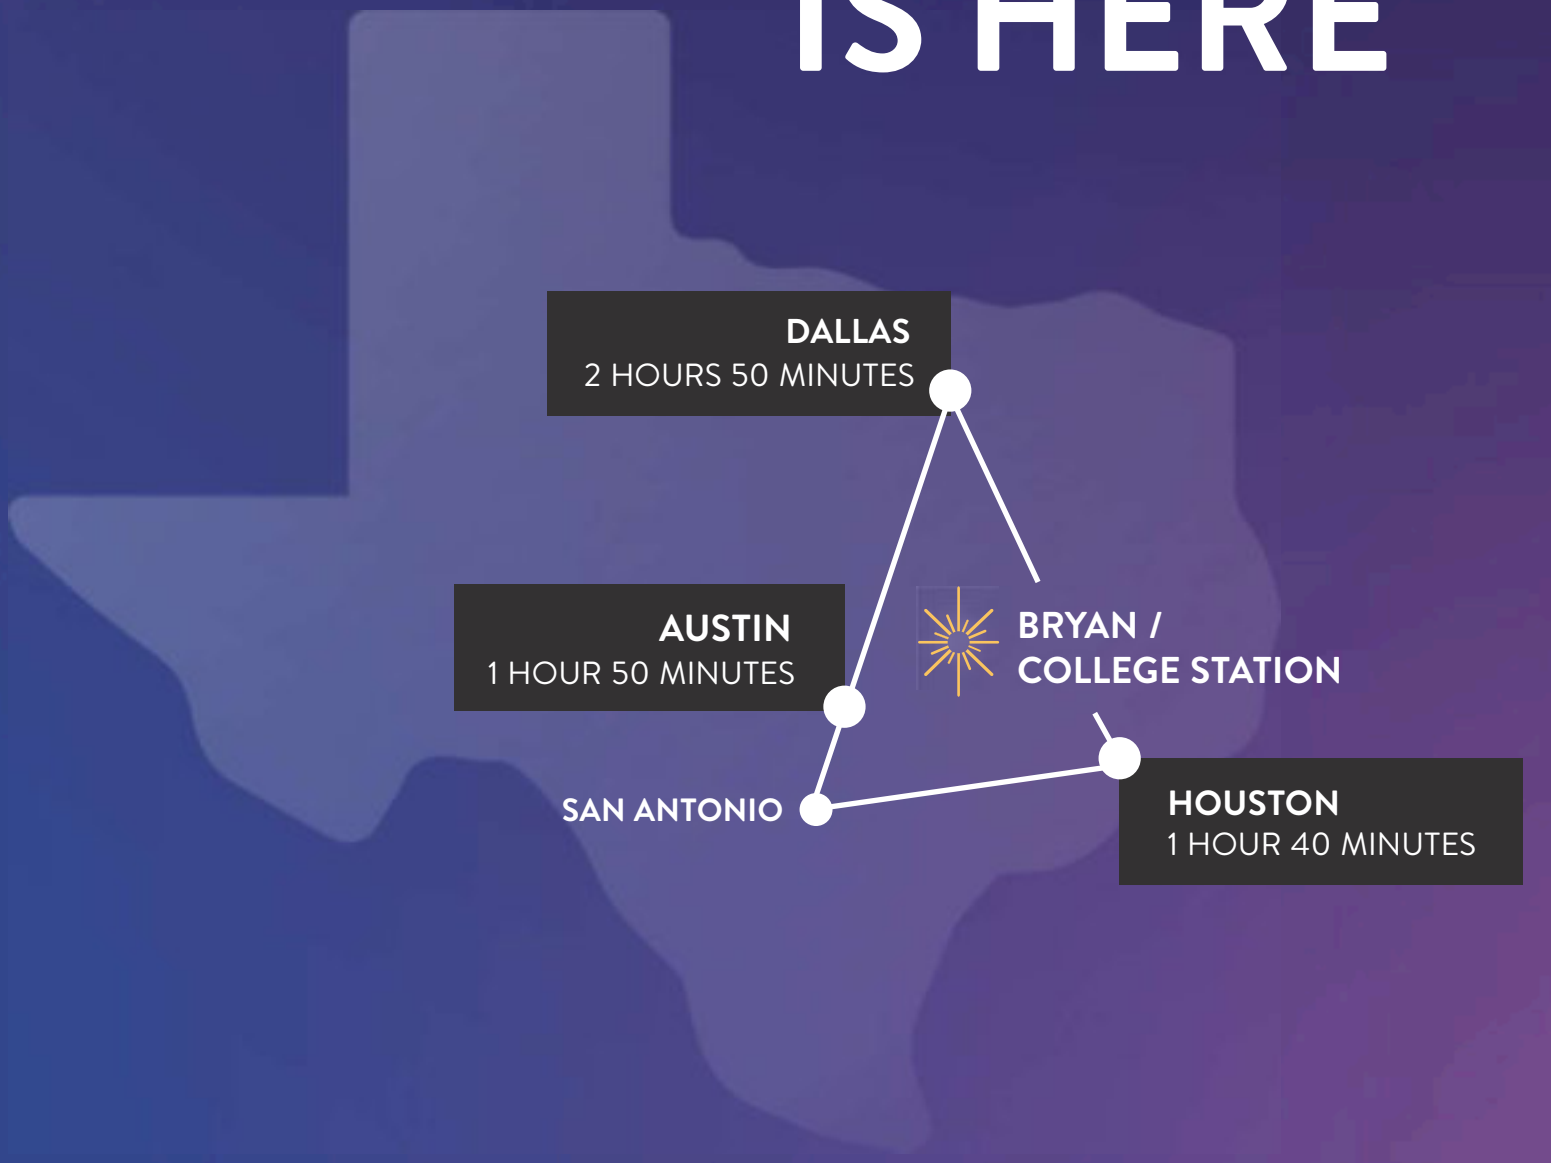 IS HERE
DALLAS
2 HOURS 50 MINUTES
AUSTIN
1 HOUR 50 MINUTES
BRYAN /
COLLEGE STATION
SAN ANTONIO
HOUSTON
1 HOUR 40 MINUTES